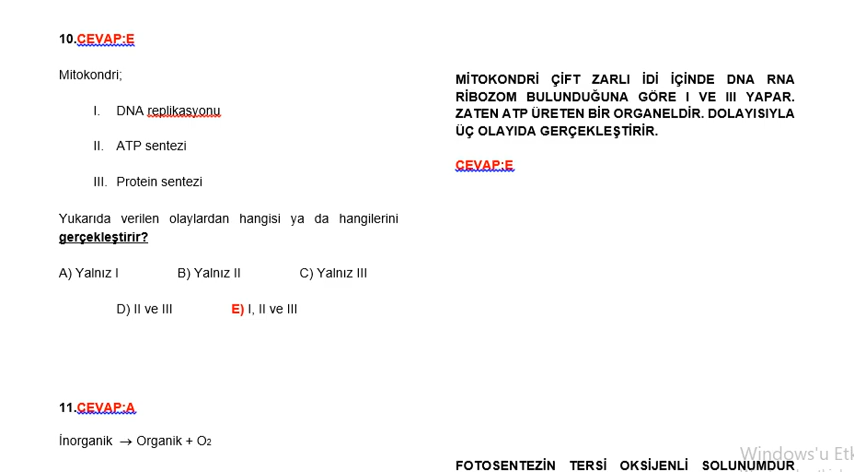 10.CEVAP:E
Mitokondri;
I. DNA replikasyonu
II. ATP sentezi
III. Protein sentezi
Yukarıda verilen olaylardan hangisi ya da hangilerini
gerçekleştirir?
A) Yalnız I B) Yalnız II C) Yalnız III
D) II ve III E) I, II ve III
MİTOKONDRİ ÇİFT ZARLI İDİ İÇİNDE DNA RNA
RİBOZOM BULUNDUĞUNA GÖRE I VE III YAPAR.
ZATEN ATP ÜRETEN BİR ORGANELDİR. DOLAYISIYLA
ÜÇ OLAYIDA GERÇEKLEŞTİRİR.
CEVAP:E
11.CEVAP:A
İnorganik → Organik + O2
FOTOSENTEZİN TERSİ OKSİJENLİ SOLUNUMDUR
Windows'u Etk